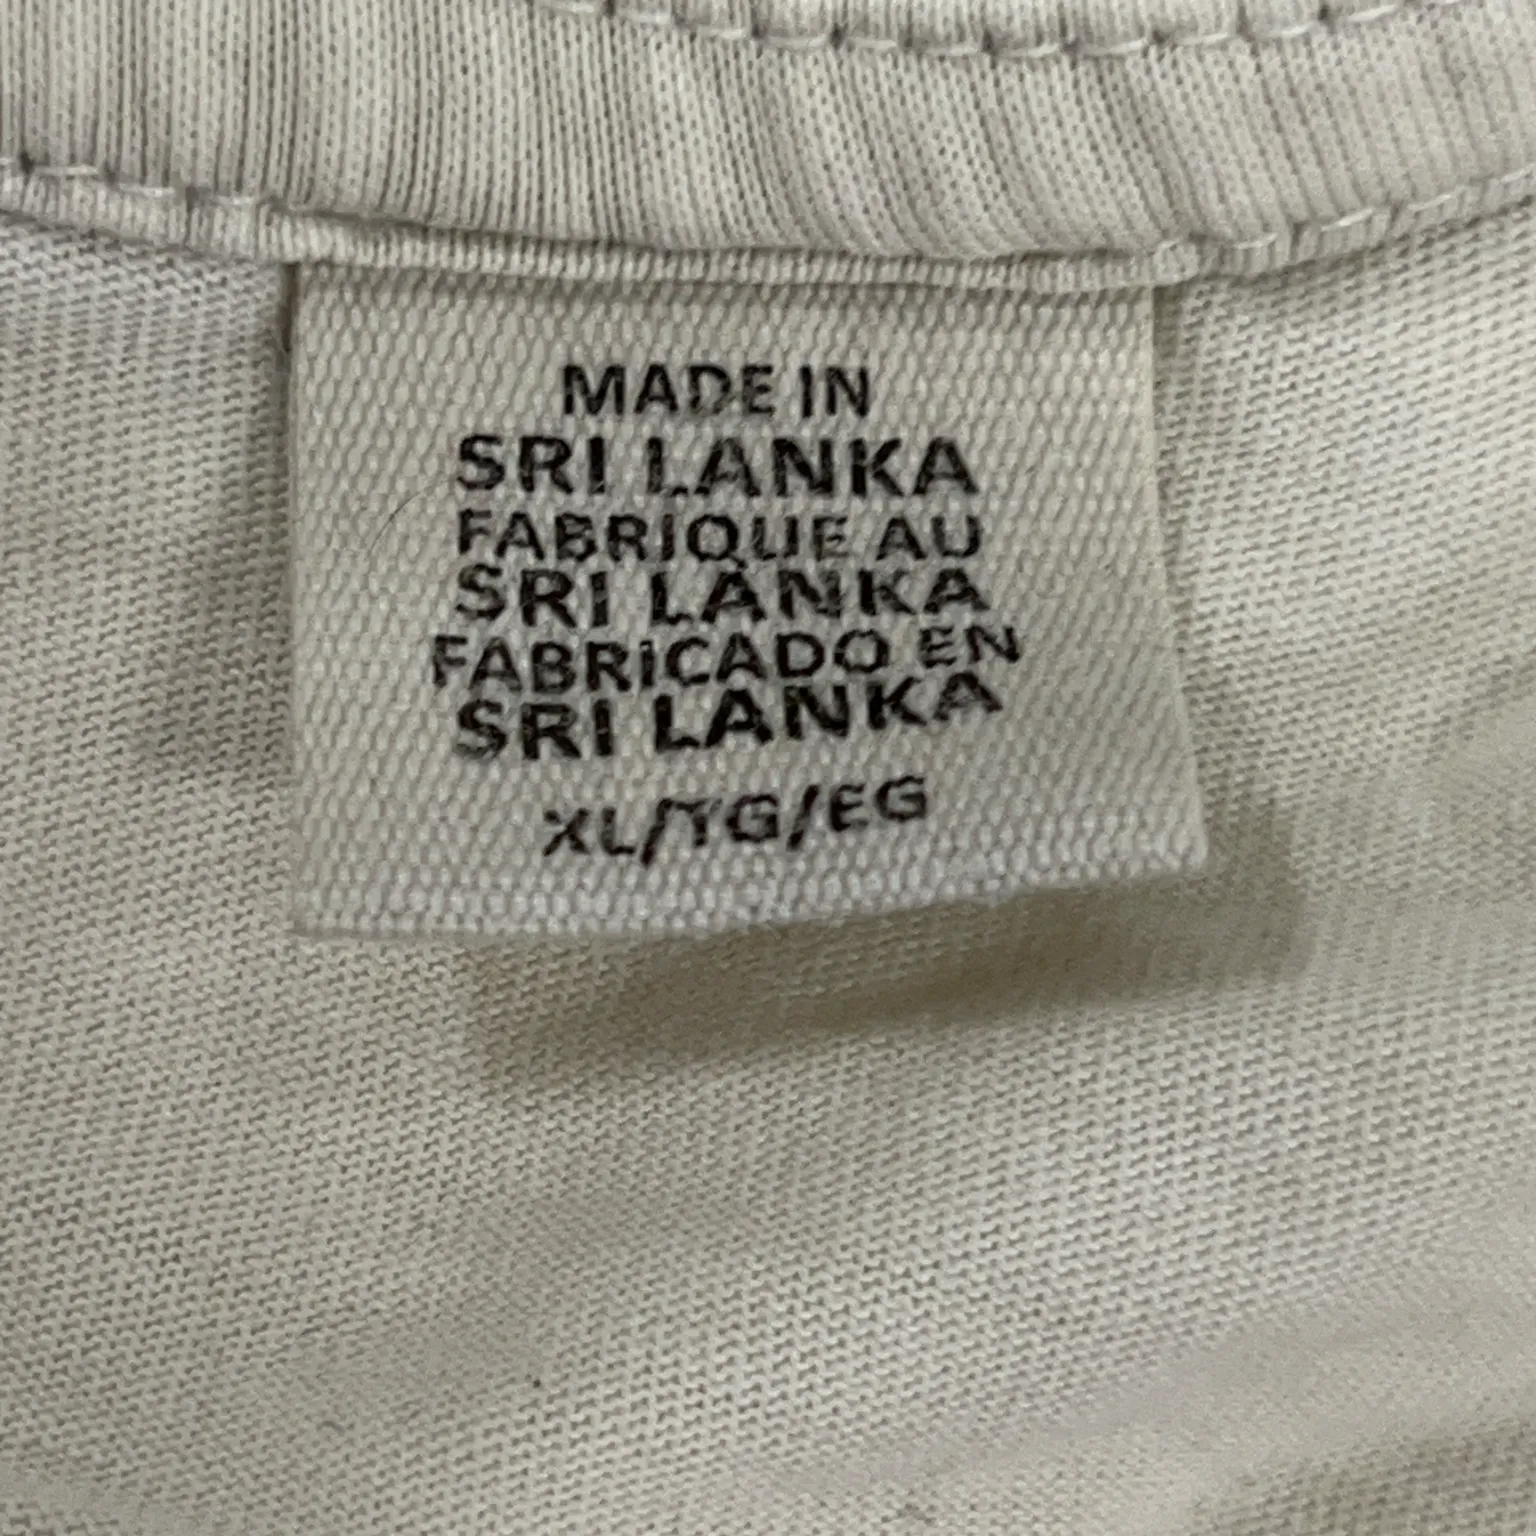 MADE IN
SRI LANKA
FABRIQUE AU
SRI LANKA
FABRICADO EN
SRI LANKA
XL/TG/EG